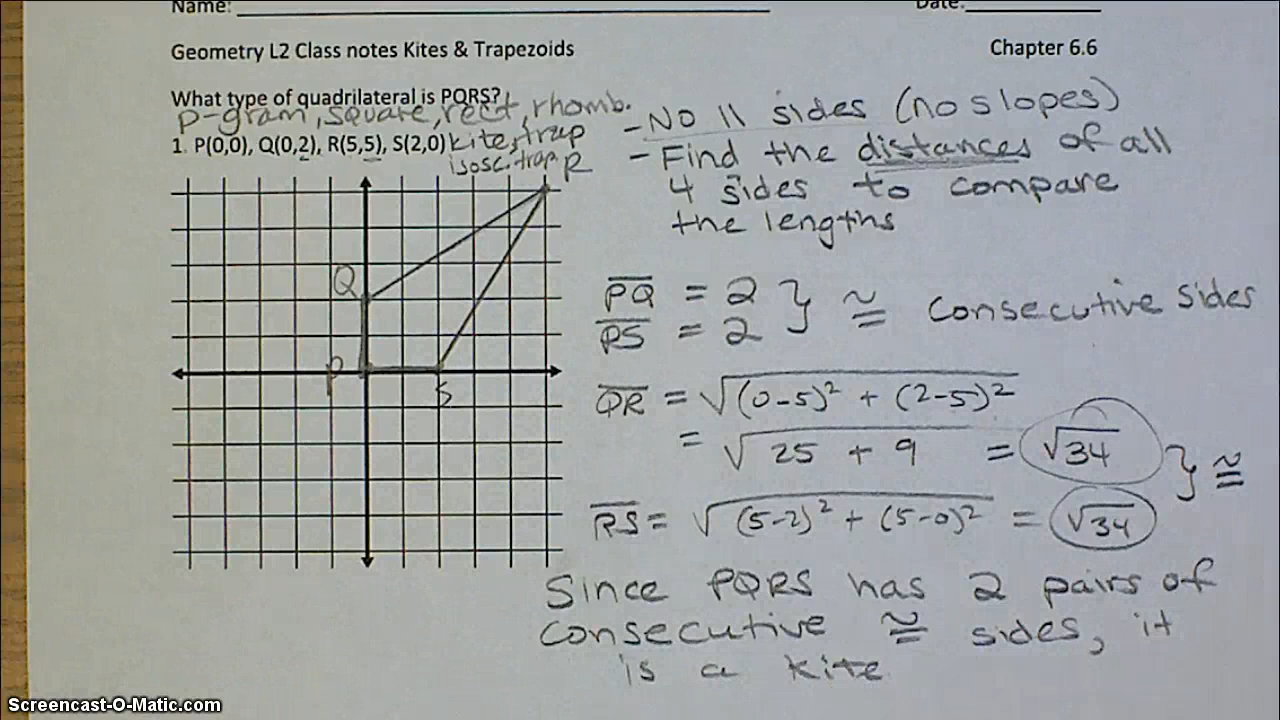 Name:
Date:
Geometry L2 Class notes Kites & Trapezoids
Chapter 6.6
What type of quadrilateral is PQRS?
p-gram, square, rect, rhomb.
1. P(0,0), Q(0,2), R(5,5), S(2,0) kite, trap
isosc. trap.
- No || sides (no slopes)
- Find the distances of all
4 sides to compare
the lengths
R
Q
P
S
PQ = 2 } ≅ consecutive sides
PS = 2
QR = √(0-5)² + (2-5)²
= √25 + 9 = √34 } ≅
RS = √(5-2)² + (5-0)² = √34
Since PQRS has 2 pairs of
consecutive ≅ sides, it
is a kite
Screencast-O-Matic.com